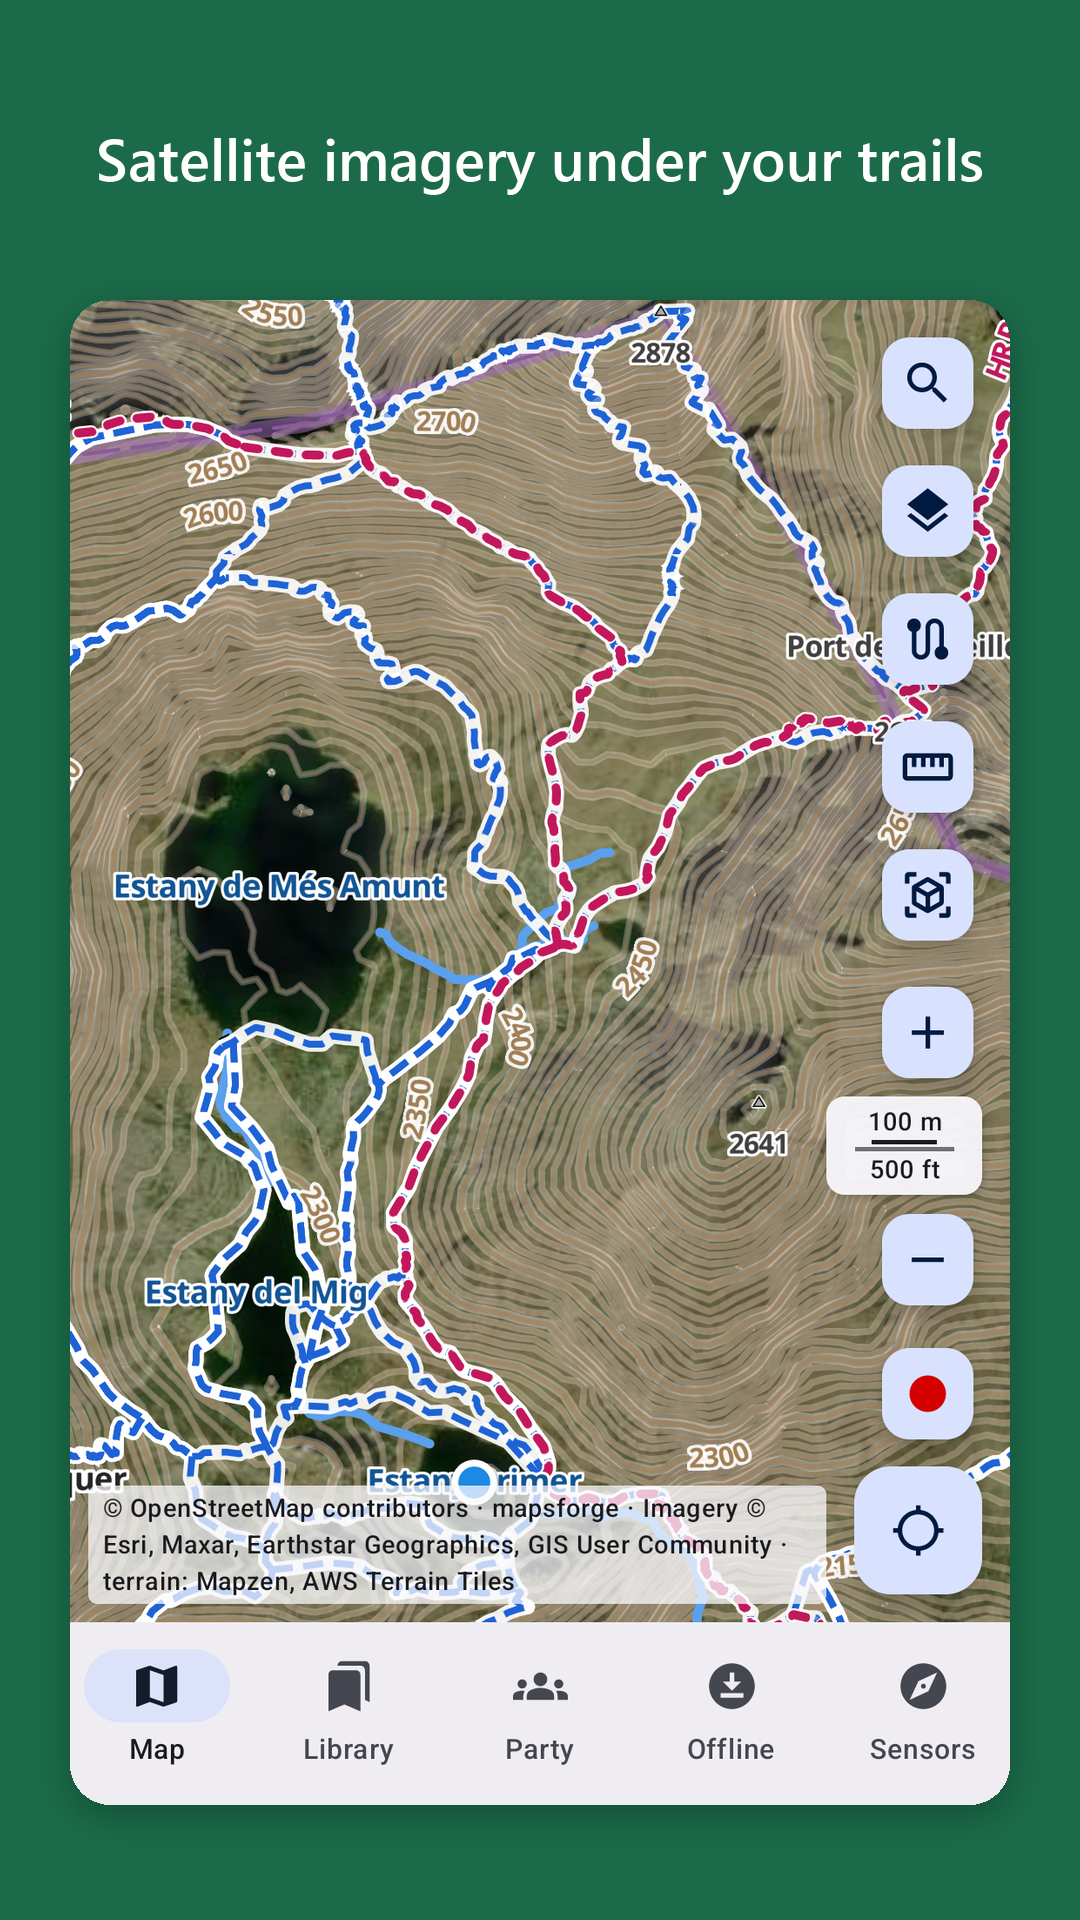 Satellite imagery under your trails
2550
2878
2700
2650
2600
Port de
Estany de Més Amunt
2450
2400
2350
2641
100 m
500 ft
2300
Estany del Mig
2300
© OpenStreetMap contributors · mapsforge · Imagery ©
Esri, Maxar, Earthstar Geographics, GIS User Community ·
terrain: Mapzen, AWS Terrain Tiles
Map
Library
Party
Offline
Sensors